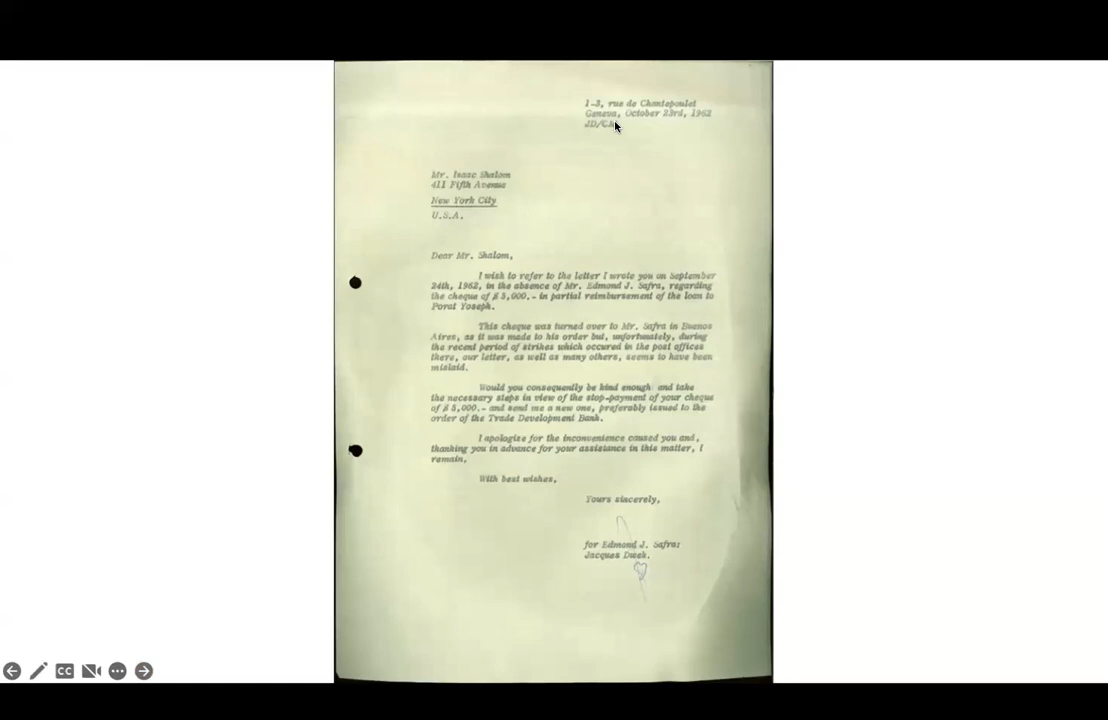 1-3, rue de Chantepoulet
Geneva, October 23rd, 1962
JD/
Mr. Isaac Shalom
411 Fifth Avenue
New York City
U.S.A.
Dear Mr. Shalom,
I wish to refer to the letter I wrote you on September
24th, 1962, in the absence of Mr. Edmond J. Safra, regarding
the cheque of $ 5,000.- in partial reimbursement of the loan to
Porat Yoseph.
This cheque was turned over to Mr. Safra in Buenos
Aires, as it was made to his order but, unfortunately, during
the recent period of strikes which occured in the post offices
there, our letter, as well as many others, seems to have been
mislaid.
Would you consequently be kind enough and take
the necessary steps in view of the stop-payment of your cheque
of $ 5,000.- and send me a new one, preferably issued to the
order of the Trade Development Bank.
I apologize for the inconvenience caused you and,
thanking you in advance for your assistance in this matter, I
remain,
With best wishes,
Yours sincerely,
for Edmond J. Safra:
Jacques Dwek.
CC